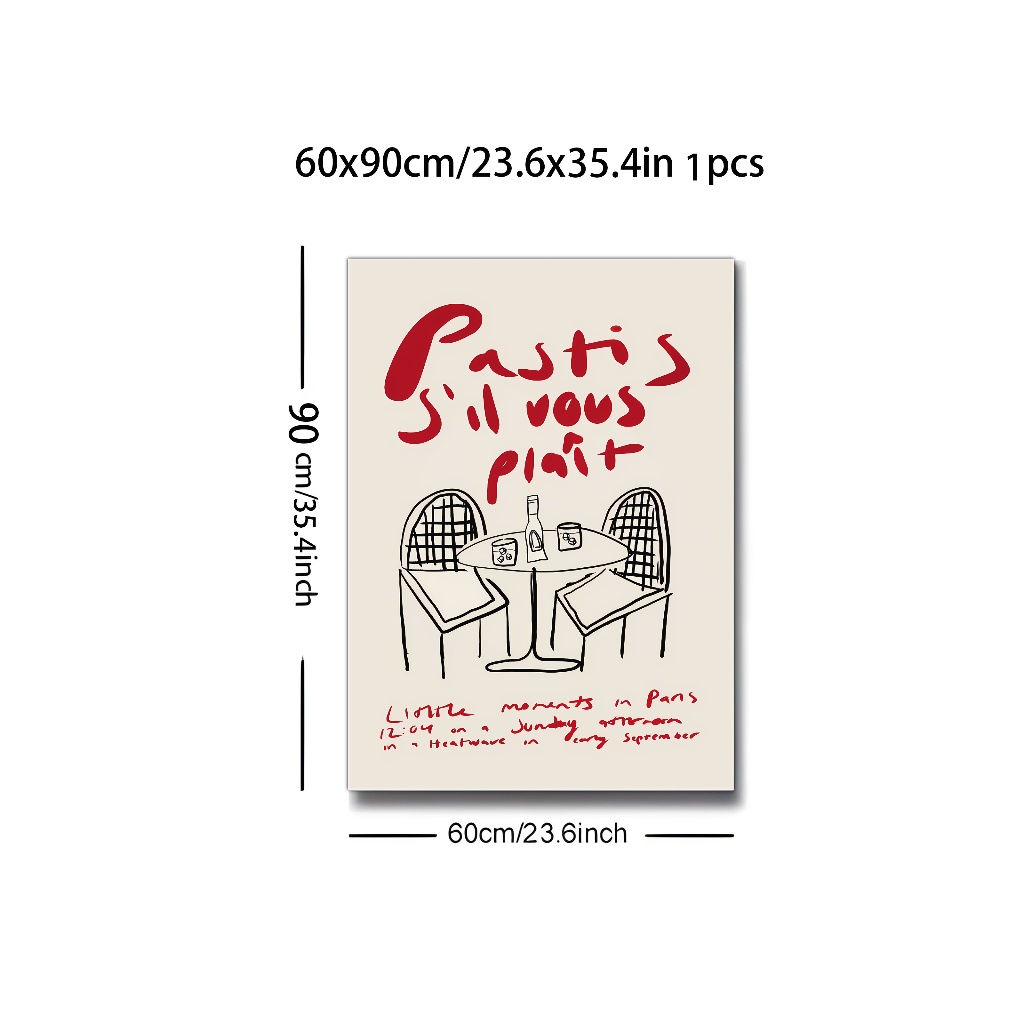 60x90cm/23.6x35.4in 1pcs
Pastis
s'il vous
plaît
Little moments in Paris
12:04 on a Sunday afternoon
in a Heatwave in early September
90 cm/35.4inch
60cm/23.6inch